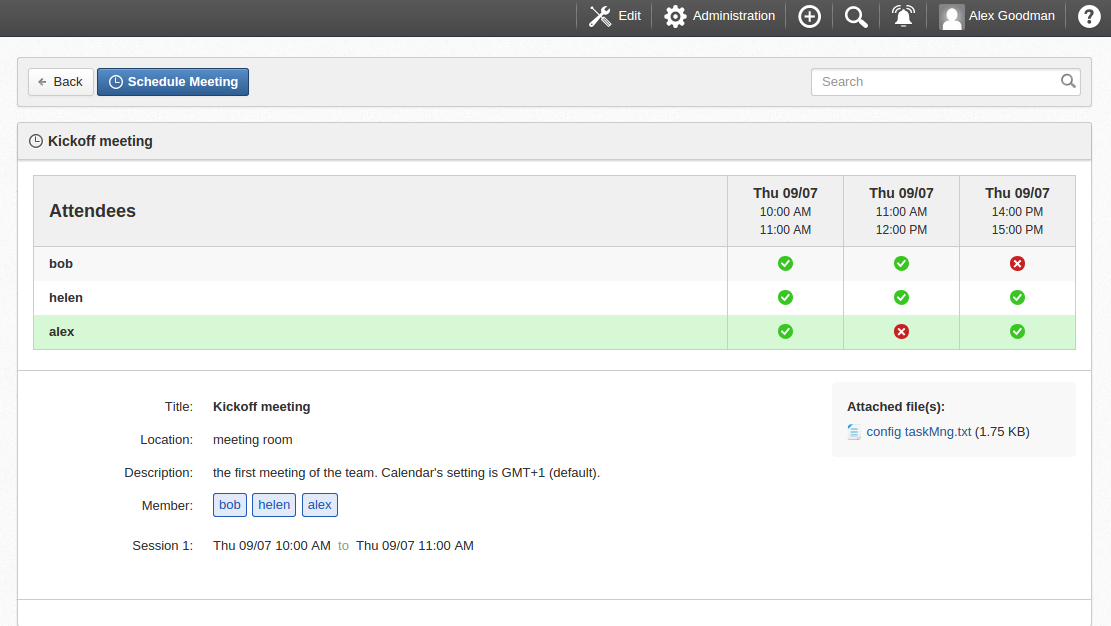 Edit Administration Alex Goodman
Back Schedule Meeting Search
Kickoff meeting
Attendees
Thu 09/07 Thu 09/07 Thu 09/07
10:00 AM 11:00 AM 14:00 PM
11:00 AM 12:00 PM 15:00 PM
bob
helen
alex
Title: Kickoff meeting
Location: meeting room
Description: the first meeting of the team. Calendar's setting is GMT+1 (default).
Member: bob helen alex
Session 1: Thu 09/07 10:00 AM to Thu 09/07 11:00 AM
Attached file(s):
config taskMng.txt (1.75 KB)